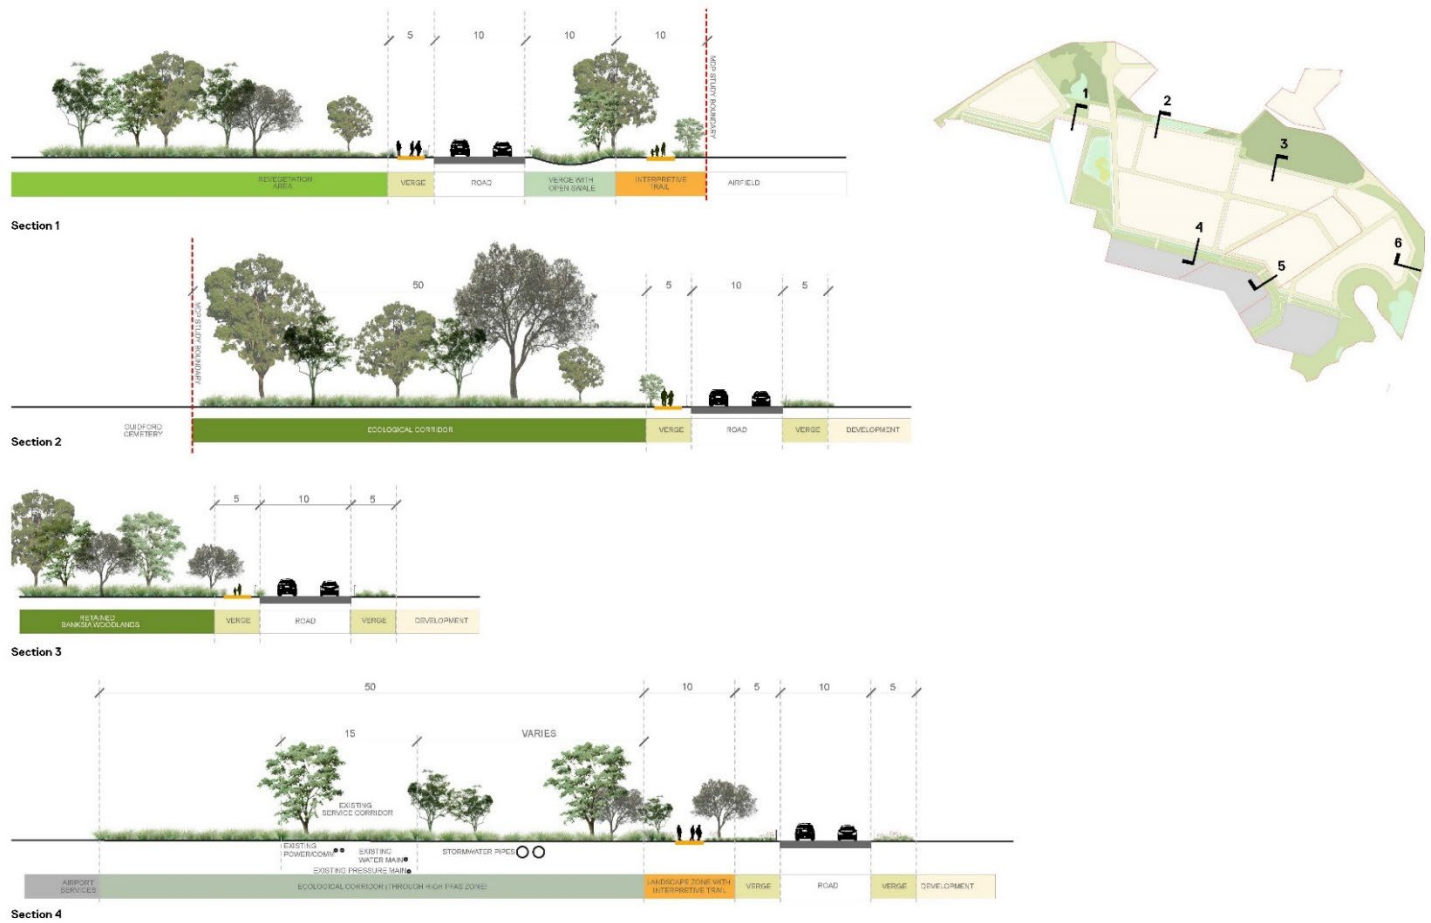 5 10 10 10
MCP STUDY BOUNDARY
REVEGETATION
AREA
VERGE
ROAD
VERGE WITH
OPEN SWALE
INTERPRETIVE
TRAIL
AIRFIELD
Section 1
1
2
3
4
5
6
50 5 10 5
MCP STUDY BOUNDARY
GUIDFORD
CEMETERY
ECOLOGICAL CORRIDOR
VERGE
ROAD
VERGE
DEVELOPMENT
Section 2
5 10 5
RETAINED
BANKSIA WOODLANDS
VERGE
ROAD
VERGE
DEVELOPMENT
Section 3
50 10 5 10 5
15 VARIES
EXISTING
SERVICE CORRIDOR
EXISTING
POWER/COMM
EXISTING
WATER MAIN
EXISTING PRESSURE MAIN
STORMWATER PIPES
AIRPORT
SERVICES
ECOLOGICAL CORRIDOR (THROUGH HIGH PFAS ZONE)
LANDSCAPE ZONE WITH
INTERPRETIVE TRAIL
VERGE
ROAD
VERGE
DEVELOPMENT
Section 4